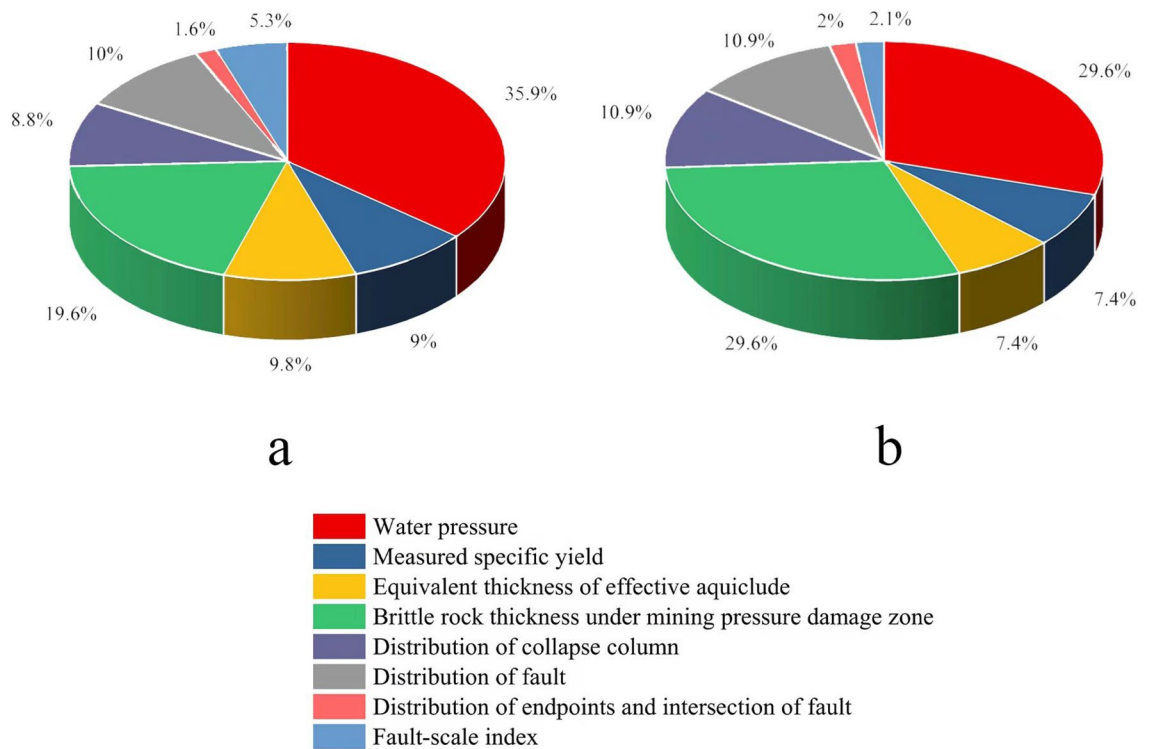 5.3%
1.6%
10%
35.9%
8.8%
19.6%
9%
9.8%
2.1%
2%
10.9%
29.6%
10.9%
7.4%
29.6%
7.4%
a
b
Water pressure
Measured specific yield
Equivalent thickness of effective aquiclude
Brittle rock thickness under mining pressure damage zone
Distribution of collapse column
Distribution of fault
Distribution of endpoints and intersection of fault
Fault-scale index